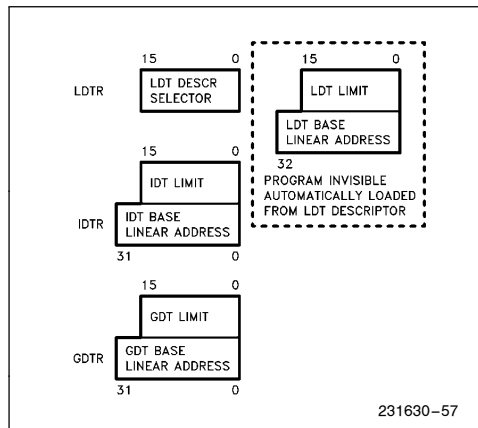 15 0
LDTR
LDT DESCR
SELECTOR
15 0
LDT LIMIT
LDT BASE
LINEAR ADDRESS
32
PROGRAM INVISIBLE
AUTOMATICALLY LOADED
FROM LDT DESCRIPTOR
15 0
IDT LIMIT
IDTR
IDT BASE
LINEAR ADDRESS
31 0
15 0
GDT LIMIT
GDTR
GDT BASE
LINEAR ADDRESS
31 0
231630–57